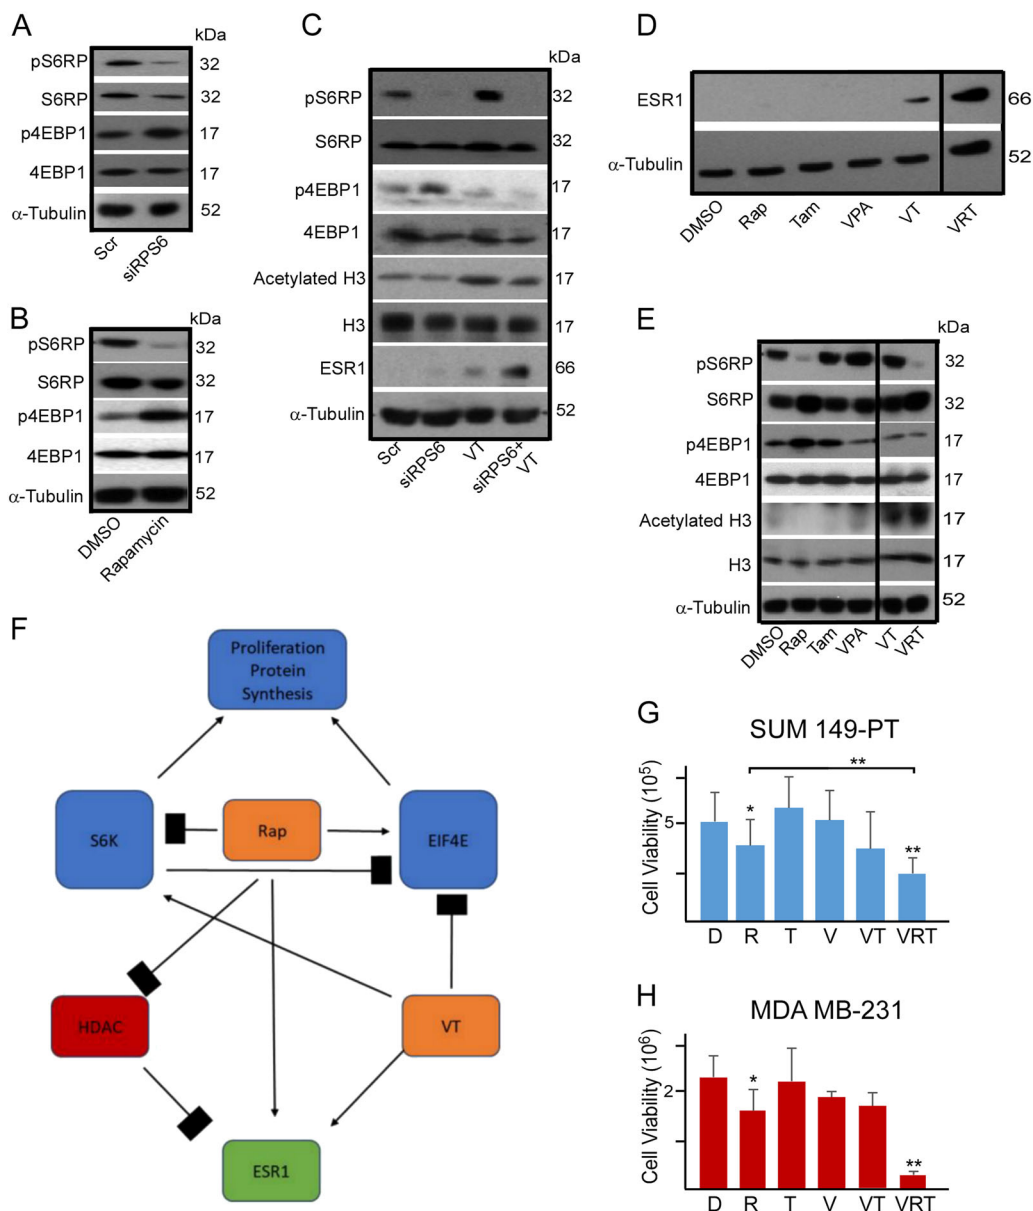 A
kDa
pS6RP 32
S6RP 32
p4EBP1 17
4EBP1 17
α-Tubulin 52
Scr siRPS6
B
kDa
pS6RP 32
S6RP 32
p4EBP1 17
4EBP1 17
α-Tubulin 52
DMSO Rapamycin
C
kDa
pS6RP 32
S6RP 32
p4EBP1 17
4EBP1 17
Acetylated H3 17
H3 17
ESR1 66
α-Tubulin 52
Scr siRPS6 VT siRPS6+
VT
D
ESR1 66
α-Tubulin 52
DMSO Rap Tam VPA VT VRT
E
kDa
pS6RP 32
S6RP 32
p4EBP1 17
4EBP1 17
Acetylated H3 17
H3 17
α-Tubulin 52
DMSO Rap Tam VPA VT VRT
F
Proliferation
Protein
Synthesis
S6K Rap EIF4E
HDAC VT
ESR1
G
SUM 149-PT
Cell Viability (10⁵)
5
**
*
**
D R T V VT VRT
H
MDA MB-231
Cell Viability (10⁶)
2
*
**
D R T V VT VRT